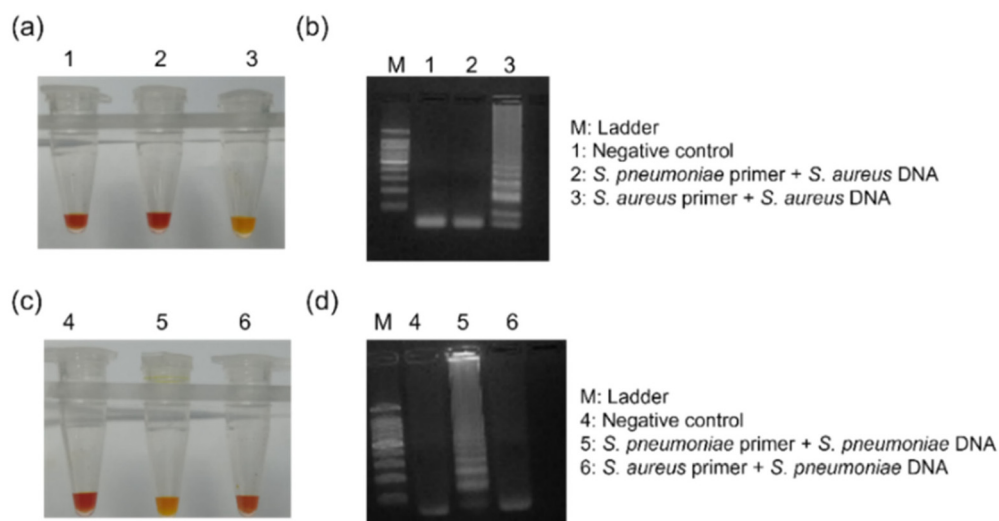 (a)
1 2 3
(b)
M 1 2 3
M: Ladder
1: Negative control
2: S. pneumoniae primer + S. aureus DNA
3: S. aureus primer + S. aureus DNA
(c)
4 5 6
(d)
M 4 5 6
M: Ladder
4: Negative control
5: S. pneumoniae primer + S. pneumoniae DNA
6: S. aureus primer + S. pneumoniae DNA